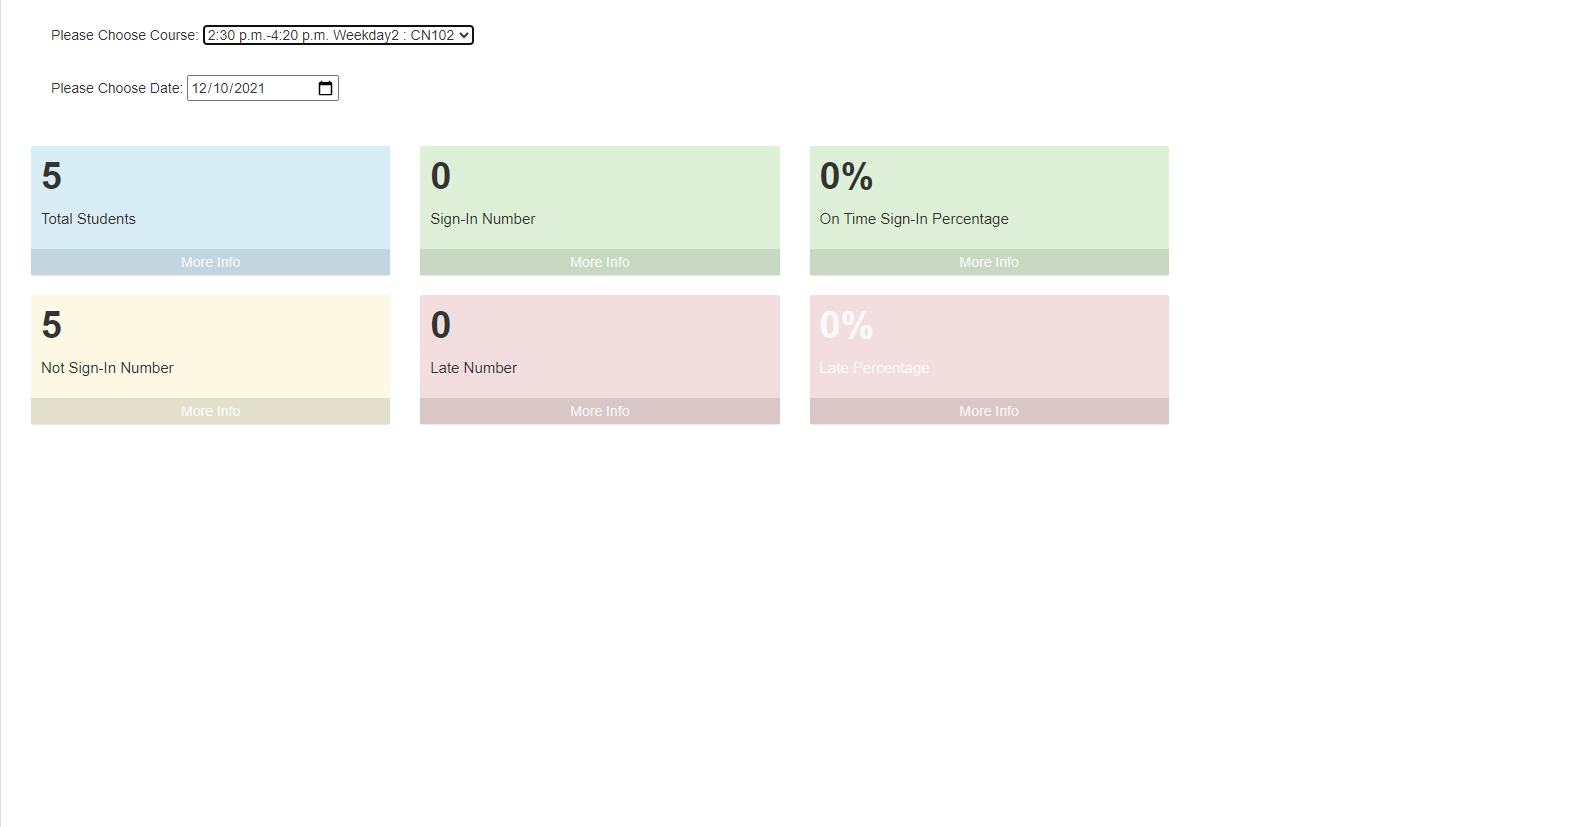 Please Choose Course: 2:30 p.m.-4:20 p.m. Weekday2 : CN102
Please Choose Date: 12/10/2021
5
Total Students
More Info
0
Sign-In Number
More Info
0%
On Time Sign-In Percentage
More Info
5
Not Sign-In Number
More Info
0
Late Number
More Info
0%
Late Percentage
More Info